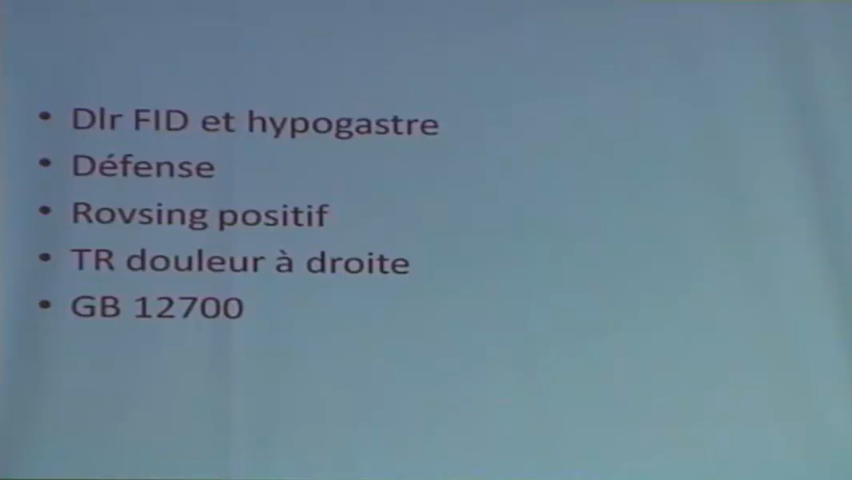 • Dlr FID et hypogastre
• Défense
• Rovsing positif
• TR douleur à droite
• GB 12700